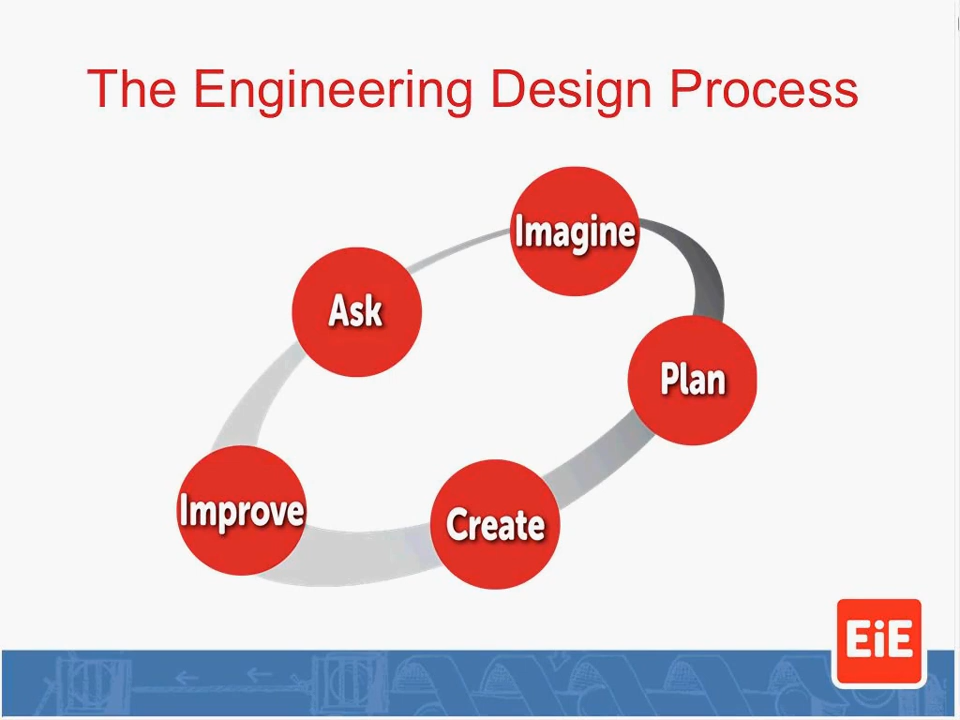 The Engineering Design Process
Imagine
Ask
Plan
Create
Improve
EiE